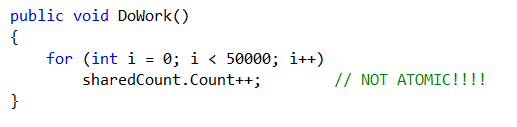 public void DoWork()
{
for (int i = 0; i < 50000; i++)
sharedCount.Count++; // NOT ATOMIC!!!!
}